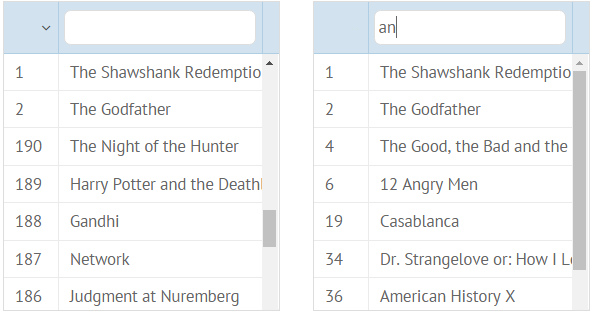 an
1 The Shawshank Redemptio
2 The Godfather
190 The Night of the Hunter
189 Harry Potter and the Deathl
188 Gandhi
187 Network
186 Judgment at Nuremberg
1 The Shawshank Redemptio
2 The Godfather
4 The Good, the Bad and the
6 12 Angry Men
19 Casablanca
34 Dr. Strangelove or: How I Lo
36 American History X